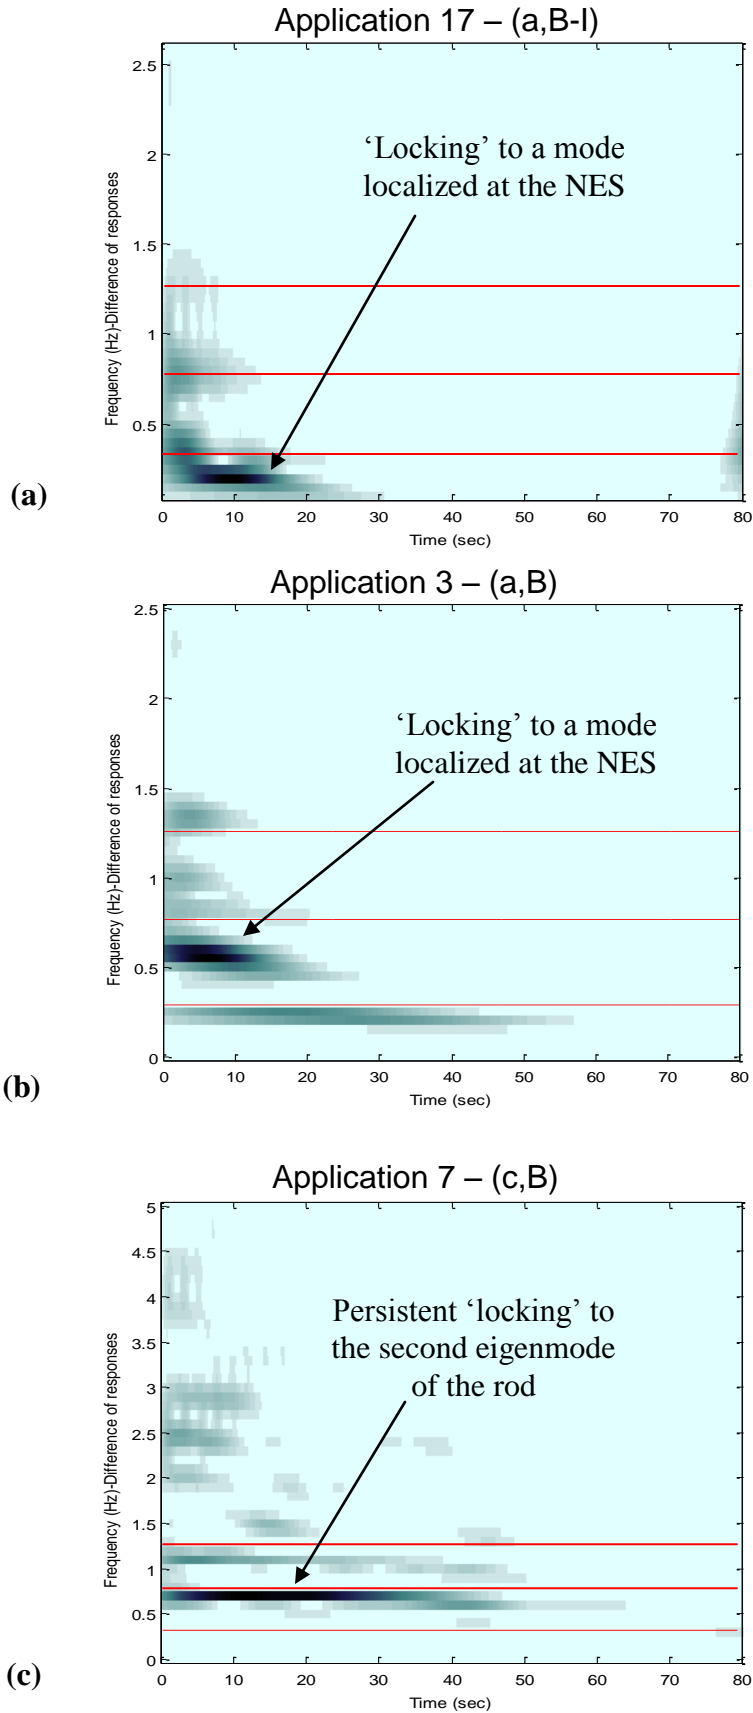 Application 17 – (a,B-I)
2.5
2
1.5
1
0.5
Frequency (Hz)-Difference of responses
‘Locking’ to a mode
localized at the NES
(a)
0 10 20 30 40 50 60 70 80
Time (sec)
Application 3 – (a,B)
2.5
2
1.5
1
0.5
0
Frequency (Hz)-Difference of responses
‘Locking’ to a mode
localized at the NES
(b)
0 10 20 30 40 50 60 70 80
Time (sec)
Application 7 – (c,B)
5
4.5
4
3.5
3
2.5
2
1.5
1
0.5
0
Frequency (Hz)-Difference of responses
Persistent ‘locking’ to
the second eigenmode
of the rod
(c)
0 10 20 30 40 50 60 70 80
Time (sec)